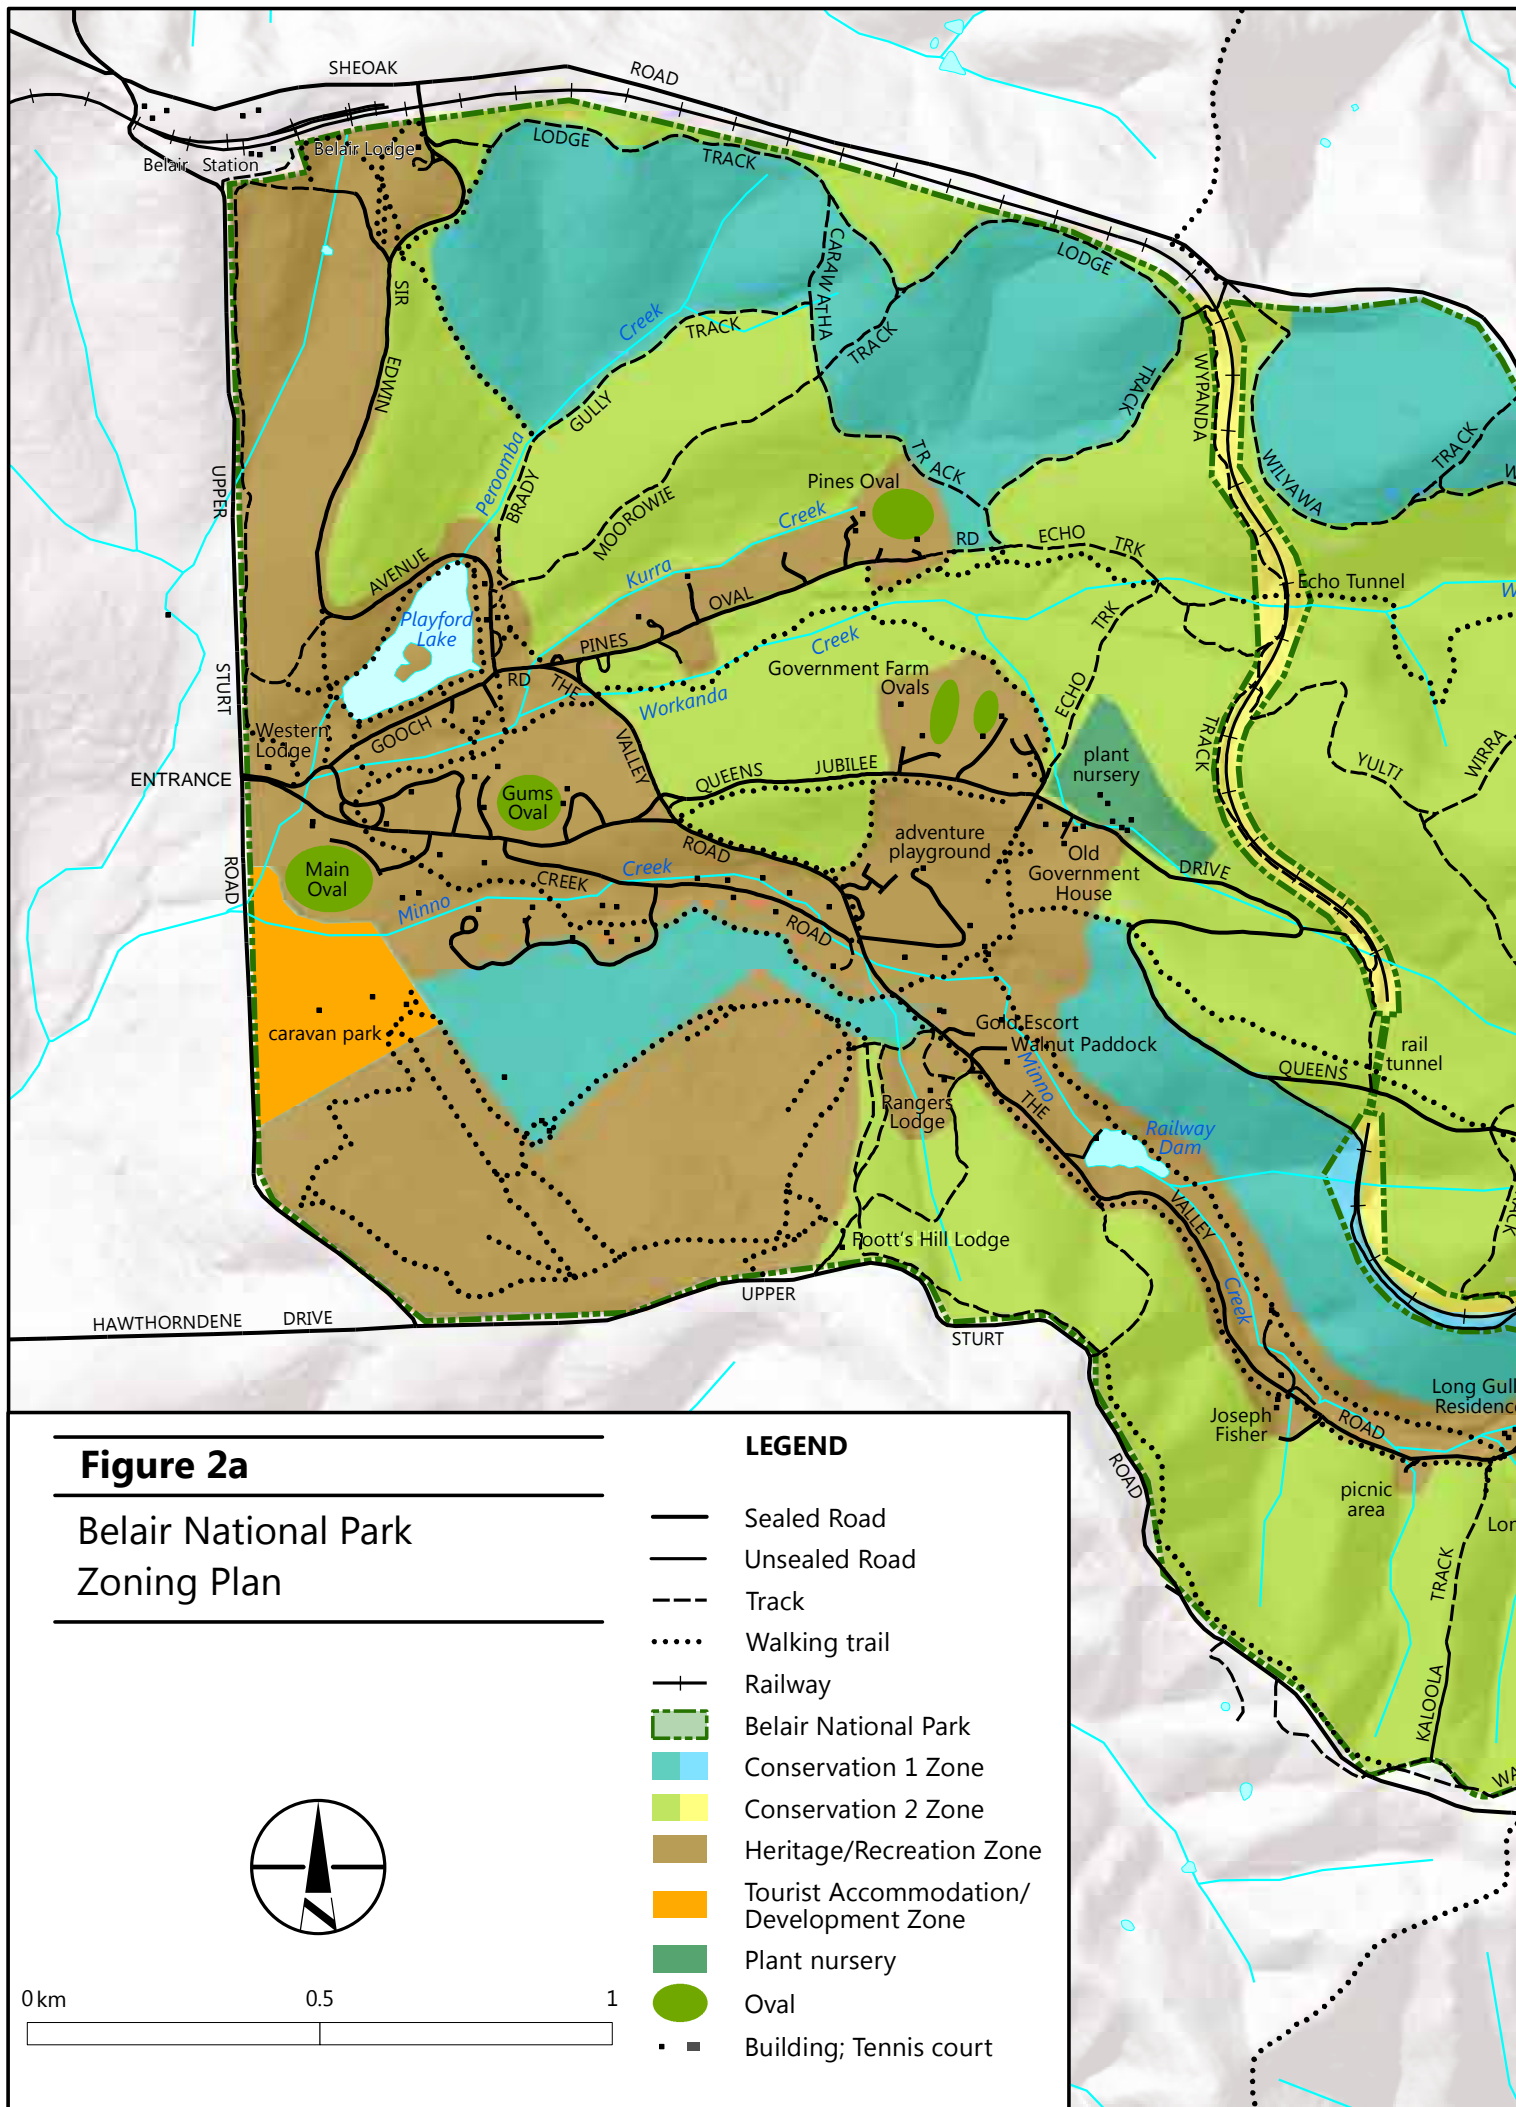 SHEOAK
ROAD
Belair Station
Belair Lodge
LODGE
TRACK
CARAWATHA
LODGE
SIR
EDWIN
Creek
TRACK
TRACK
TRACK
WYPANDA
GULLY
Peroomba
BRADY
MOOROWIE
UPPER
Pines Oval
TRACK
Creek
WILYAWA
TRACK
RD
ECHO
TRK
AVENUE
Kurra
OVAL
Echo Tunnel
Playford
Lake
PINES
Creek
TRK
STURT
RD
THE
Government Farm
Ovals
Workanda
ECHO
Western
Lodge
GOOCH
VALLEY
TRACK
ENTRANCE
QUEENS
JUBILEE
plant
nursery
YULTI
WIRRA
Gums
Oval
Main
Oval
ROAD
adventure
playground
Old
Government
House
DRIVE
ROAD
Creek
CREEK
Minno
ROAD
caravan park
Gold Escort
Walnut Paddock
rail
tunnel
QUEENS
Minno
Rangers
Lodge
THE
Railway
Dam
VALLEY
Foott's Hill Lodge
Creek
UPPER
HAWTHORNDENE DRIVE
STURT
Joseph
Fisher
ROAD
ROAD
picnic
area
TRACK
KALOOLA
Figure 2a
Belair National Park
Zoning Plan
LEGEND
Sealed Road
Unsealed Road
Track
Walking trail
Railway
Belair National Park
Conservation 1 Zone
Conservation 2 Zone
Heritage/Recreation Zone
Tourist Accommodation/
Development Zone
Plant nursery
Oval
Building; Tennis court
0 km 0.5 1